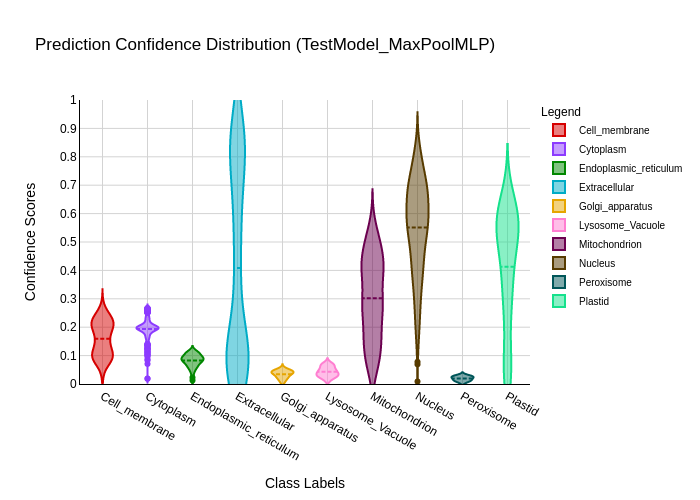 Prediction Confidence Distribution (TestModel_MaxPoolMLP)
Confidence Scores
1
0.9
0.8
0.7
0.6
0.5
0.4
0.3
0.2
0.1
0
Cell_membrane
Cytoplasm
Endoplasmic_reticulum
Extracellular
Golgi_apparatus
Lysosome_Vacuole
Mitochondrion
Nucleus
Peroxisome
Plastid
Class Labels
Legend
Cell_membrane
Cytoplasm
Endoplasmic_reticulum
Extracellular
Golgi_apparatus
Lysosome_Vacuole
Mitochondrion
Nucleus
Peroxisome
Plastid